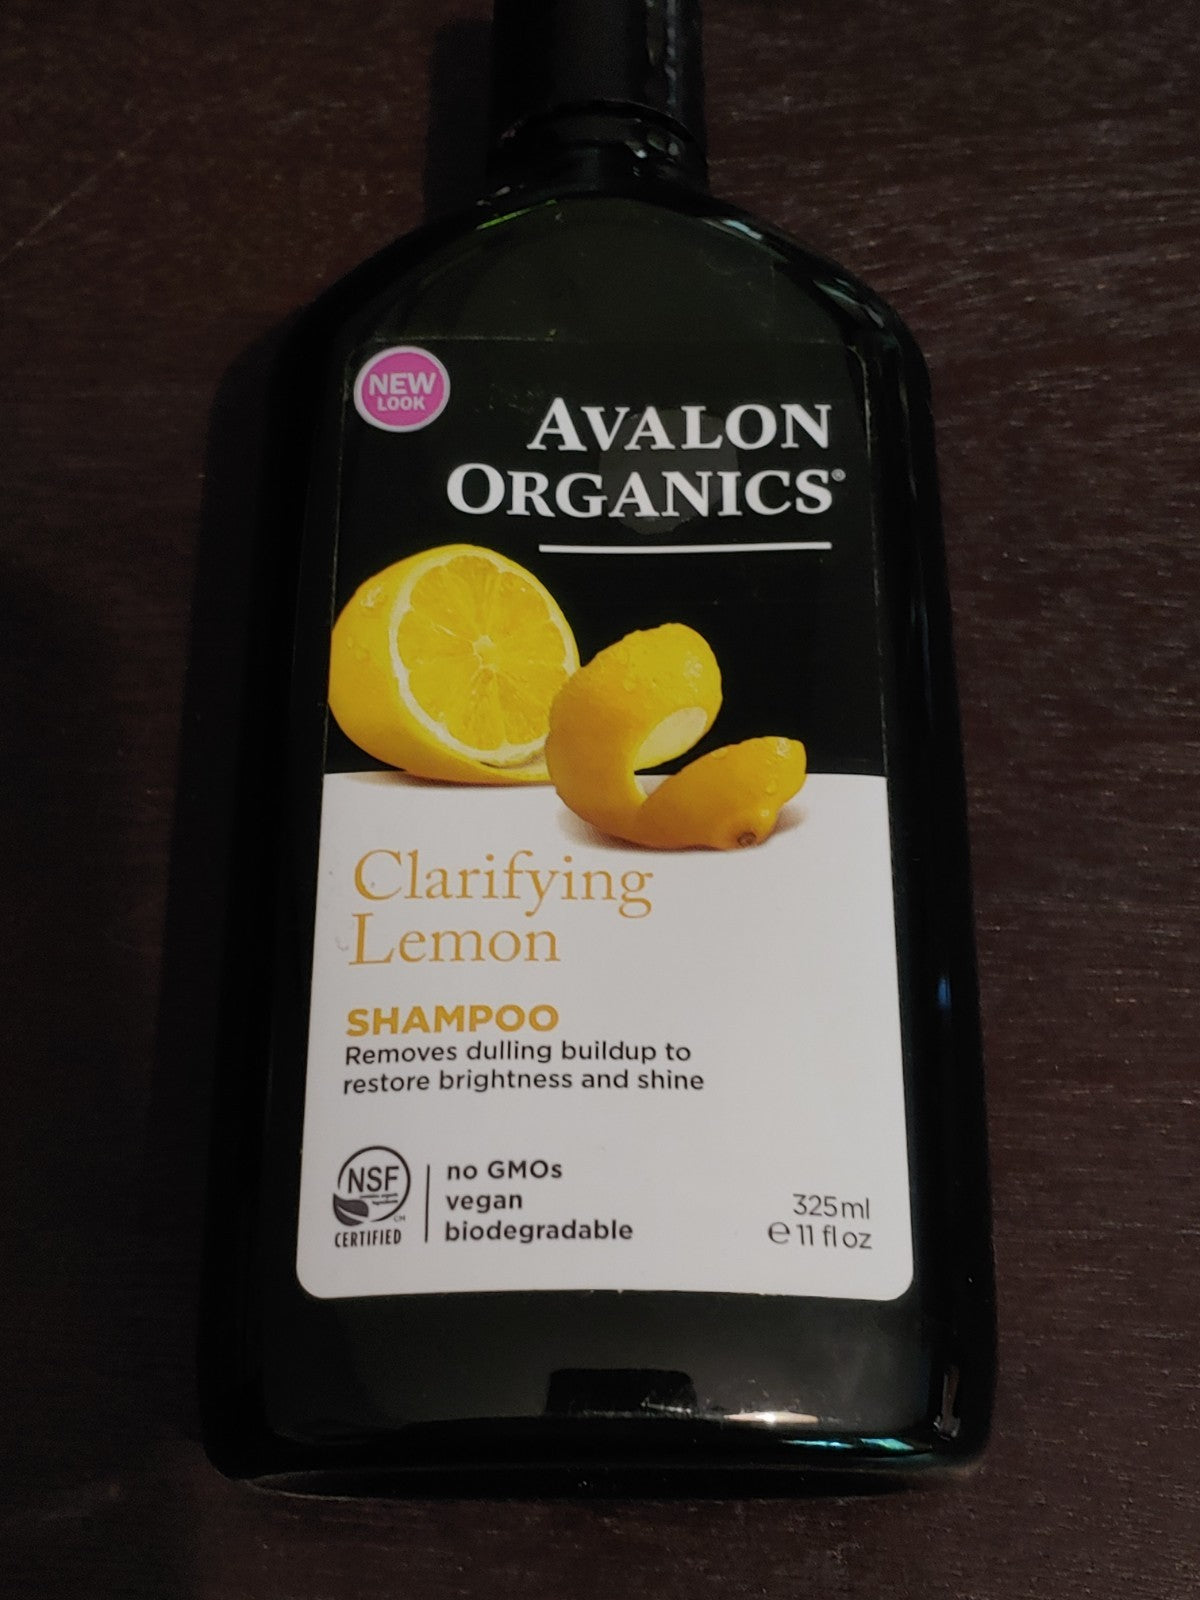 NEW
LOOK
AVALON
ORGANICS®
Clarifying
Lemon
SHAMPOO
Removes dulling buildup to
restore brightness and shine
NSF
CERTIFIED
no GMOs
vegan
biodegradable
325ml
℮ 11 fl oz